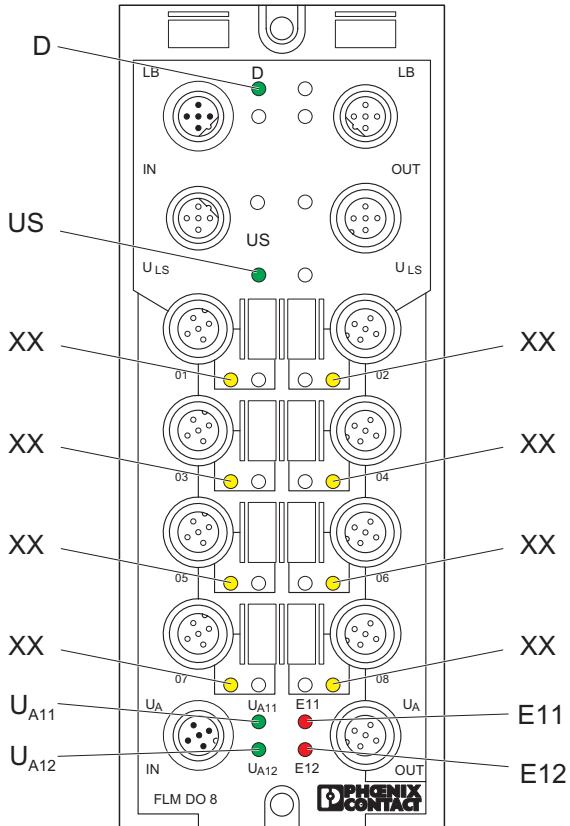 D
LB D LB
IN OUT
US
US
U LS U LS
XX XX
01 02
XX XX
03 04
XX XX
05 06
XX XX
07 08
UA11
UA UA11 E11 UA
E11
UA12
IN UA12 E12 OUT
E12
FLM DO 8
PHŒNIX
CONTACT